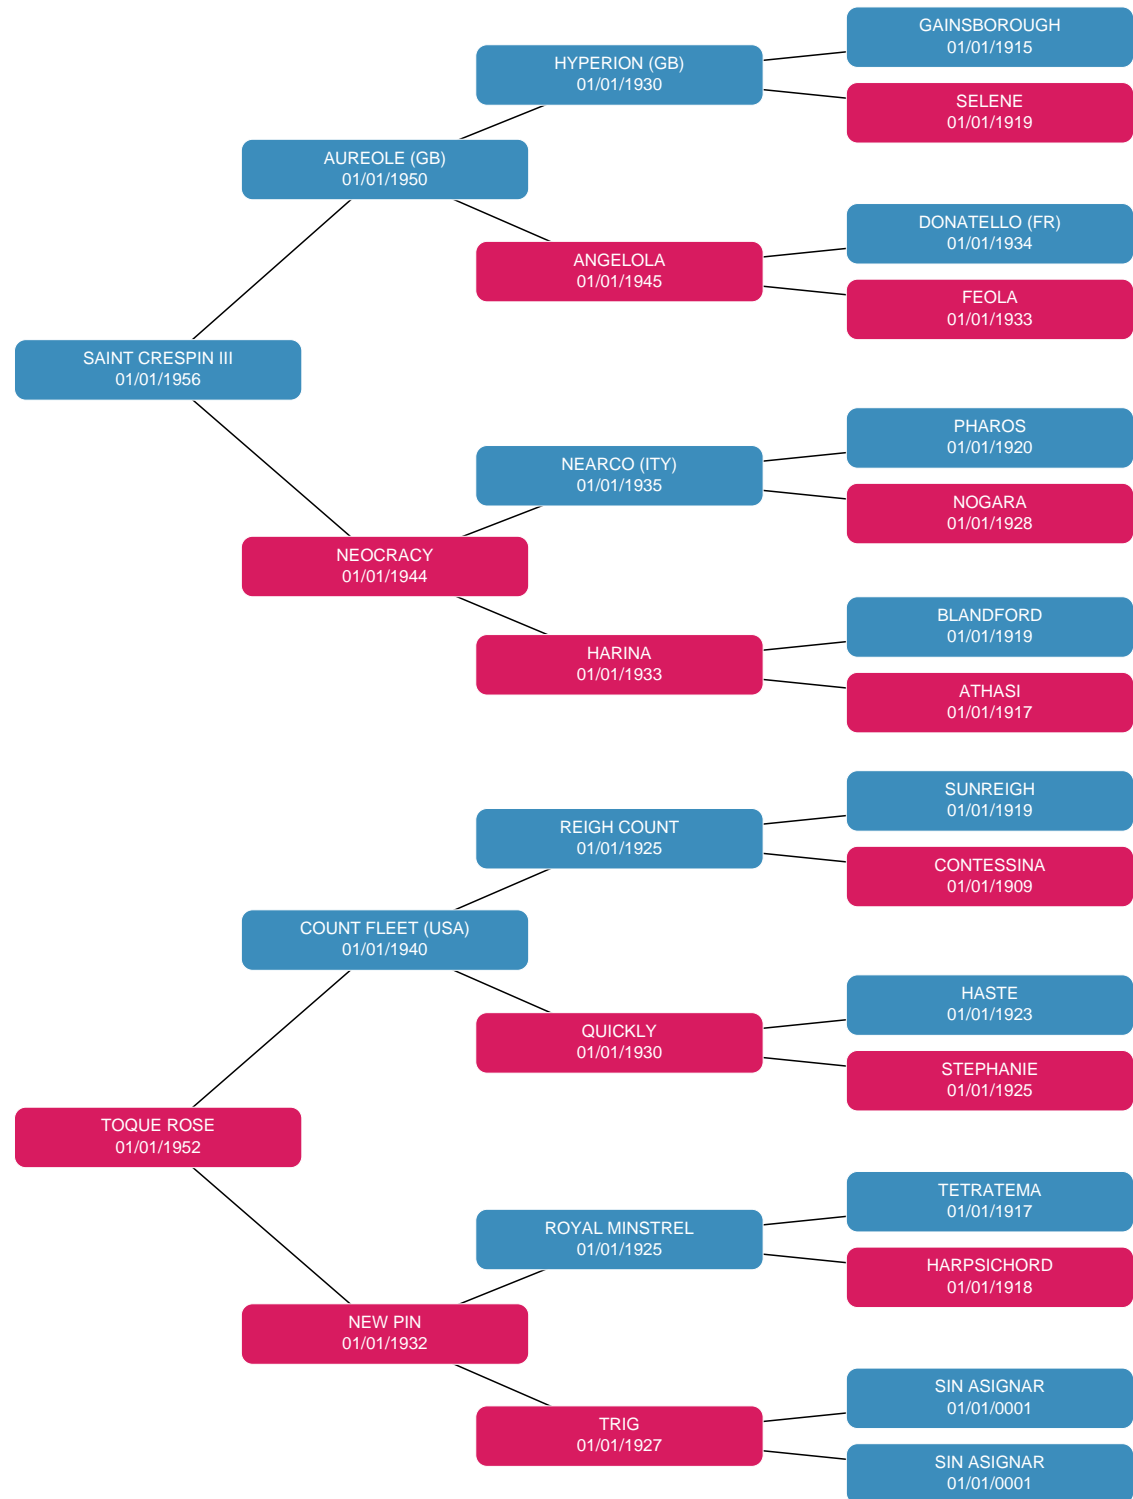 GAINSBOROUGH
01/01/1915
HYPERION (GB)
01/01/1930
SELENE
01/01/1919
AUREOLE (GB)
01/01/1950
DONATELLO (FR)
01/01/1934
ANGELOLA
01/01/1945
FEOLA
01/01/1933
SAINT CRESPIN III
01/01/1956
PHAROS
01/01/1920
NEARCO (ITY)
01/01/1935
NOGARA
01/01/1928
NEOCRACY
01/01/1944
BLANDFORD
01/01/1919
HARINA
01/01/1933
ATHASI
01/01/1917
SUNREIGH
01/01/1919
REIGH COUNT
01/01/1925
CONTESSINA
01/01/1909
COUNT FLEET (USA)
01/01/1940
HASTE
01/01/1923
QUICKLY
01/01/1930
STEPHANIE
01/01/1925
TOQUE ROSE
01/01/1952
TETRATEMA
01/01/1917
ROYAL MINSTREL
01/01/1925
HARPSICHORD
01/01/1918
NEW PIN
01/01/1932
SIN ASIGNAR
01/01/0001
TRIG
01/01/1927
SIN ASIGNAR
01/01/0001